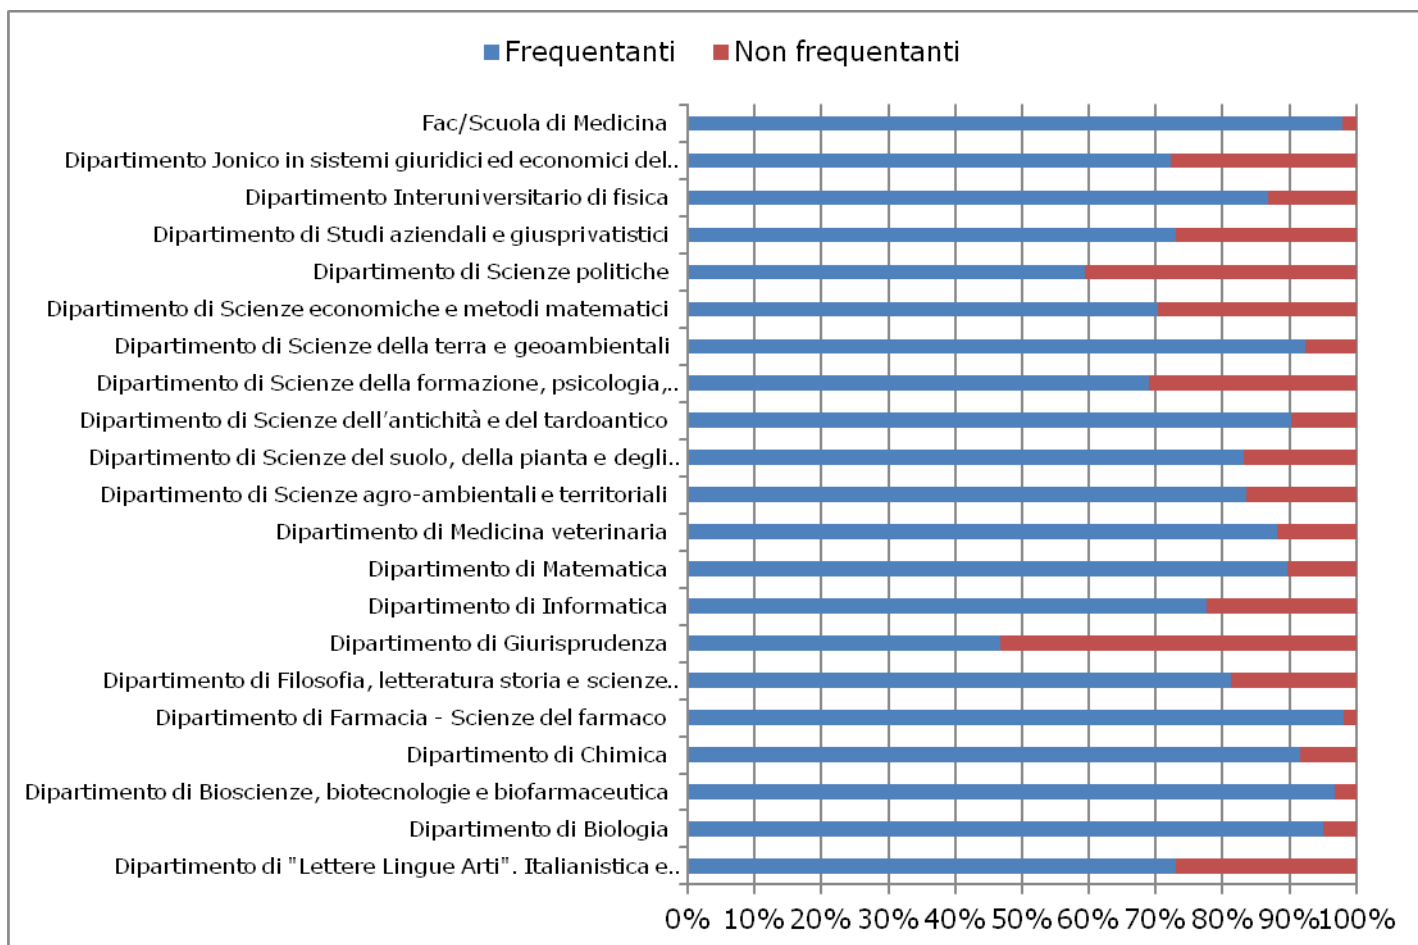 Frequentanti Non frequentanti
Fac/Scuola di Medicina
Dipartimento Jonico in sistemi giuridici ed economici del..
Dipartimento Interuniversitario di fisica
Dipartimento di Studi aziendali e giusprivatistici
Dipartimento di Scienze politiche
Dipartimento di Scienze economiche e metodi matematici
Dipartimento di Scienze della terra e geoambientali
Dipartimento di Scienze della formazione, psicologia,..
Dipartimento di Scienze dell’antichità e del tardoantico
Dipartimento di Scienze del suolo, della pianta e degli..
Dipartimento di Scienze agro-ambientali e territoriali
Dipartimento di Medicina veterinaria
Dipartimento di Matematica
Dipartimento di Informatica
Dipartimento di Giurisprudenza
Dipartimento di Filosofia, letteratura storia e scienze..
Dipartimento di Farmacia - Scienze del farmaco
Dipartimento di Chimica
Dipartimento di Bioscienze, biotecnologie e biofarmaceutica
Dipartimento di Biologia
Dipartimento di "Lettere Lingue Arti". Italianistica e..
0% 10% 20% 30% 40% 50% 60% 70% 80% 90% 100%